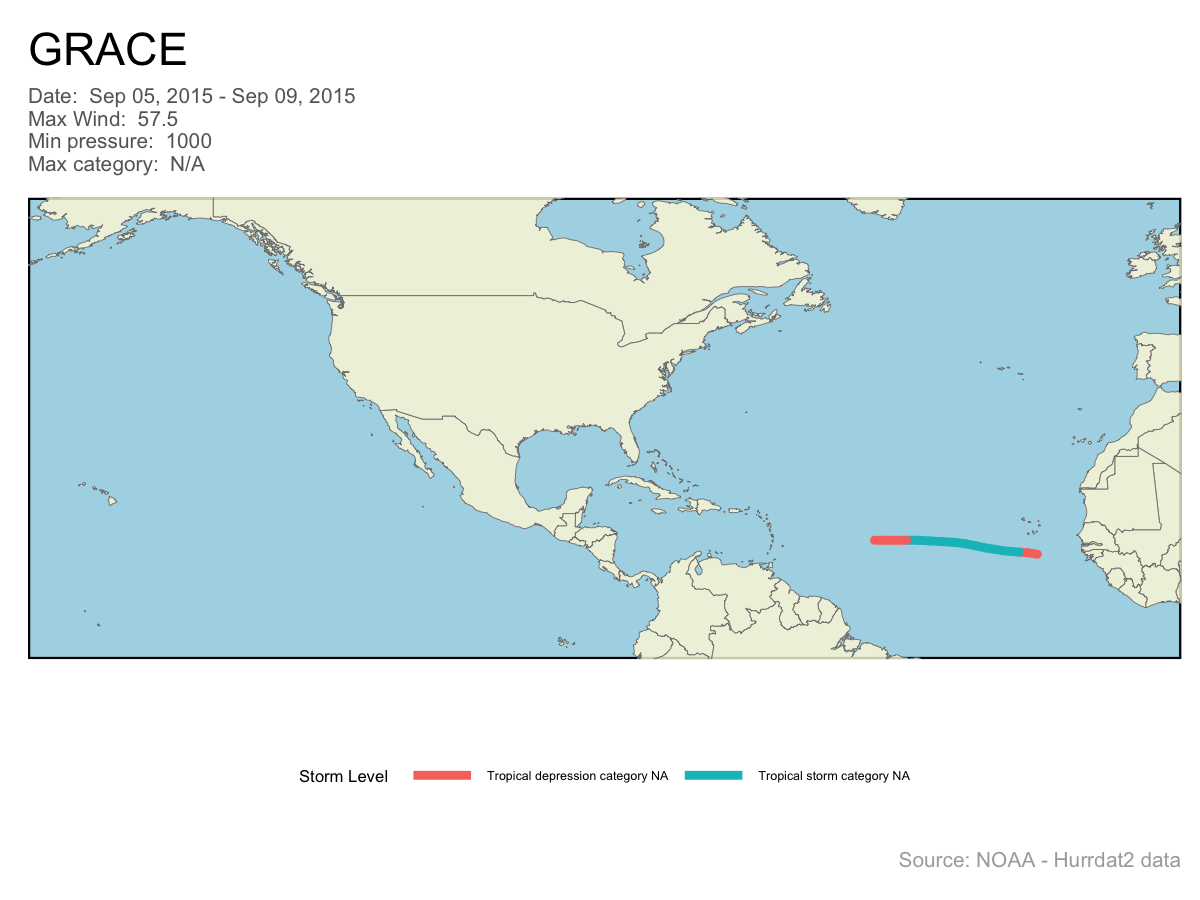 GRACE
Date:  Sep 05, 2015 - Sep 09, 2015
Max Wind:  57.5
Min pressure:  1000
Max category:  N/A
Storm Level Tropical depression category NA Tropical storm category NA
Source: NOAA - Hurrdat2 data